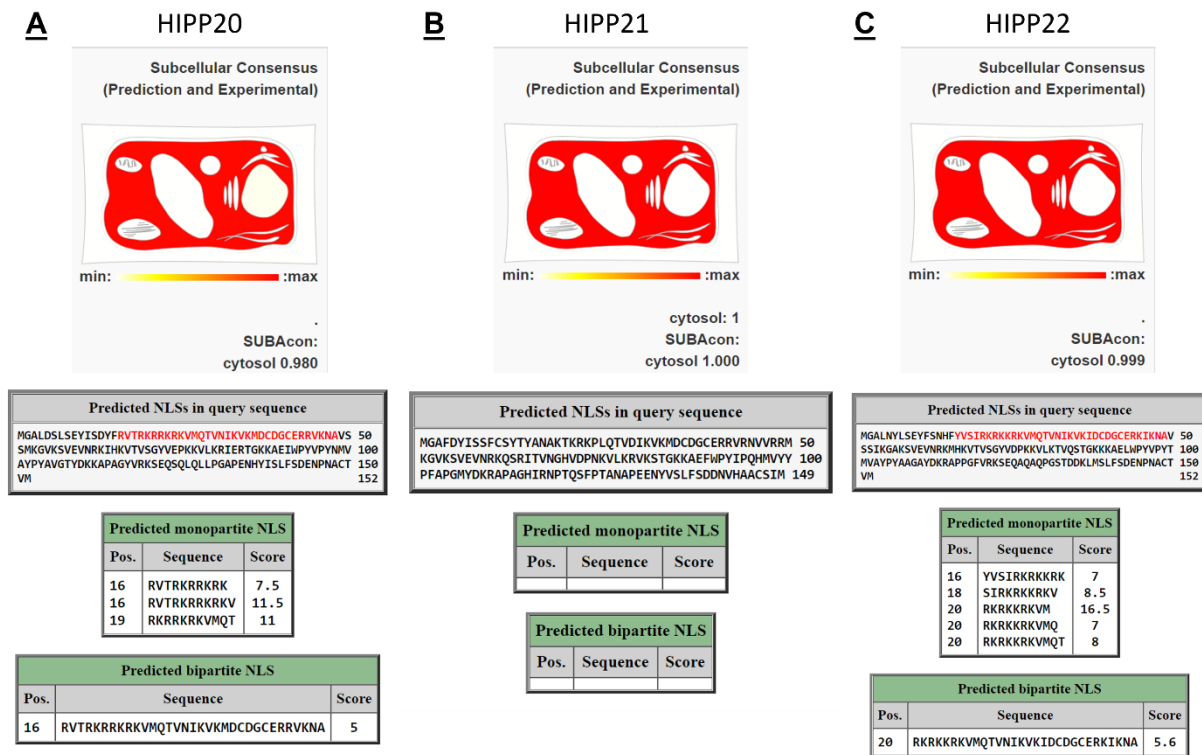 A HIPP20
Subcellular Consensus
(Prediction and Experimental)
min: :max
.
SUBAcon:
cytosol 0.980
Predicted NLSs in query sequence
MGALDSLSEYISDYFRVTRKRRKRKVMQTVNIKVKMDCDGCERRVKNAVS 50
SMKGVKSVEVNRKIHKVTVSGYVEPKKVLKRIERTGKKAEIWPYVPYNMV 100
AYPYAVGTYDKKAPAGYVRKSEQSQLQLLPGAPENHYISLFSDENPNACT 150
VM 152
Predicted monopartite NLS
Pos. Sequence Score
16 RVTRKRRKRK 7.5
16 RVTRKRRKRKV 11.5
19 RKRRKRKVMQT 11
Predicted bipartite NLS
Pos. Sequence Score
16 RVTRKRRKRKVMQTVNIKVKMDCDGCERRVKNA 5
B HIPP21
Subcellular Consensus
(Prediction and Experimental)
min: :max
cytosol: 1
SUBAcon:
cytosol 1.000
Predicted NLSs in query sequence
MGAFDYISSFCSYTYANAKTKRKPLQTVDIKVKMDCDGCERRVRNVVRRM 50
KGVKSVEVNRKQSRITVNGHVDPNKVLKRVKSTGKKAEFWPYIPQHMVYY 100
PFAPGMYDKRAPAGHIRNPTQSFPTANAPEENYVSLFSDDNVHAACSIM 149
Predicted monopartite NLS
Pos. Sequence Score
Predicted bipartite NLS
Pos. Sequence Score
C HIPP22
Subcellular Consensus
(Prediction and Experimental)
min: :max
.
SUBAcon:
cytosol 0.999
Predicted NLSs in query sequence
MGALNYLSEYFSNHFYVSIRKRKKRKVMQTVNIKVKIDCDGCERKIKNAV 50
SSIKGAKSVEVNRKMHKVTVSGYVDPKKVLKTVQSTGKKKAELWPYVPYT 100
MVAYPYAAGAYDKRAPPGFVRKSEQAQAQPGSTDDKLMSLFSDENPNACT 150
VM 152
Predicted monopartite NLS
Pos. Sequence Score
16 YVSIRKRKKRK 7
18 SIRKRKKRKV 8.5
20 RKRKKRKVM 16.5
20 RKRKKRKVMQ 7
20 RKRKKRKVMQT 8
Predicted bipartite NLS
Pos. Sequence Score
20 RKRKKRKVMQTVNIKVKIDCDGCERKIKNA 5.6